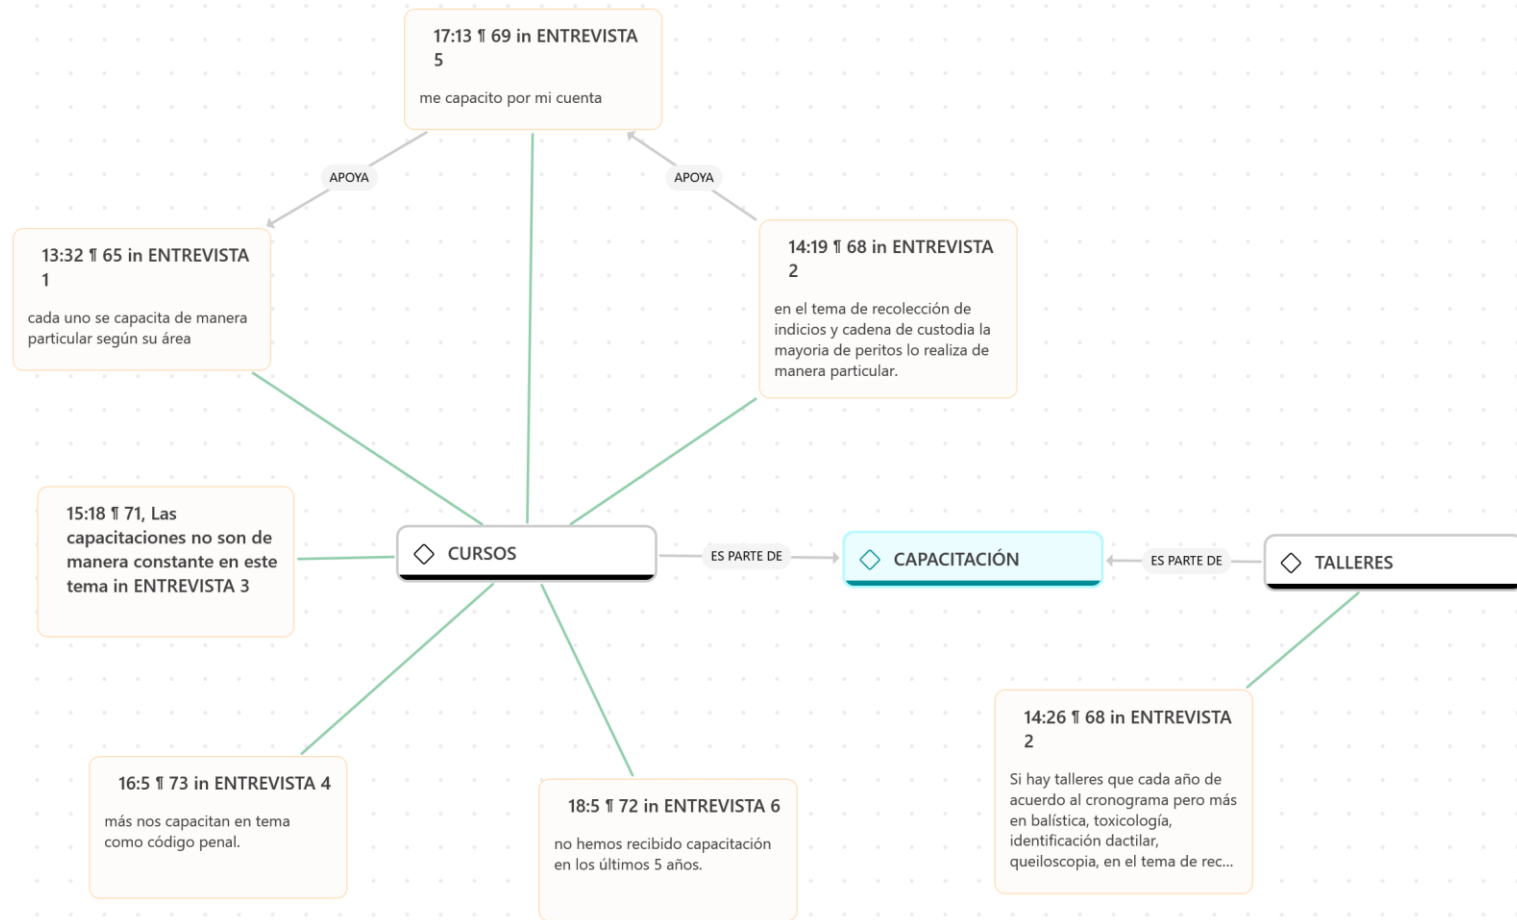 17:13 ¶ 69 in ENTREVISTA
5
me capacito por mi cuenta
APOYA
APOYA
13:32 ¶ 65 in ENTREVISTA
1
cada uno se capacita de manera
particular según su área
14:19 ¶ 68 in ENTREVISTA
2
en el tema de recolección de
indicios y cadena de custodia la
mayoria de peritos lo realiza de
manera particular.
15:18 ¶ 71, Las
capacitaciones no son de
manera constante en este
tema in ENTREVISTA 3
CURSOS
ES PARTE DE
CAPACITACIÓN
ES PARTE DE
TALLERES
16:5 ¶ 73 in ENTREVISTA 4
más nos capacitan en tema
como código penal.
18:5 ¶ 72 in ENTREVISTA 6
no hemos recibido capacitación
en los últimos 5 años.
14:26 ¶ 68 in ENTREVISTA
2
Si hay talleres que cada año de
acuerdo al cronograma pero más
en balística, toxicología,
identificación dactilar,
queiloscopia, en el tema de rec...